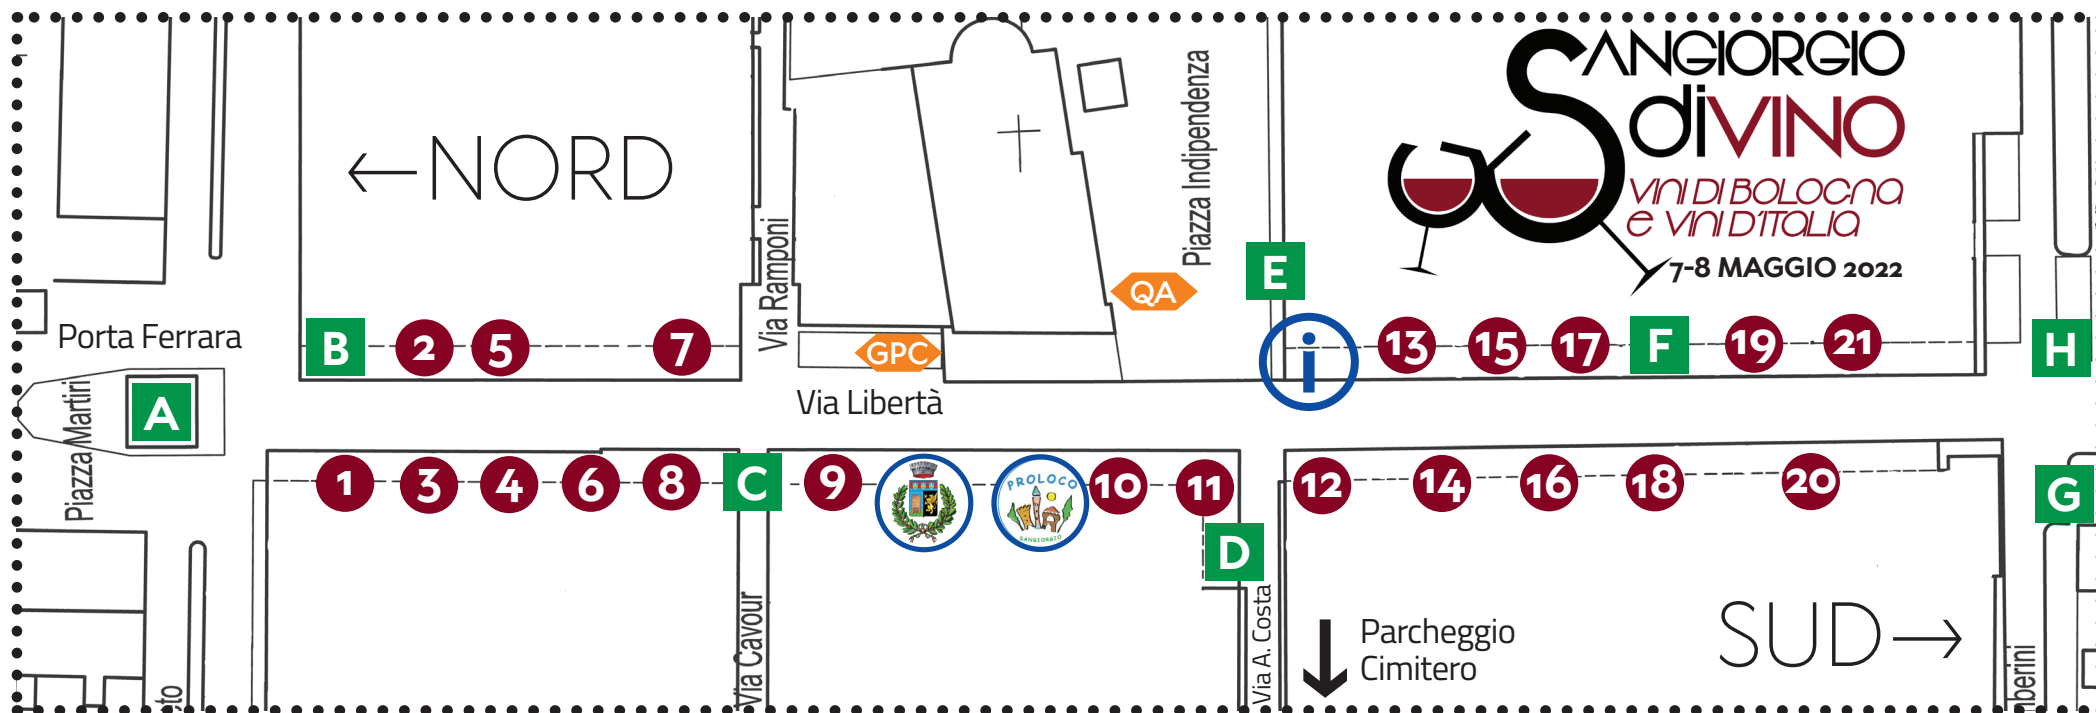 SANGIORGIO
diVINO
VINI DI BOLOGNA
e VINI D'ITALIA
7-8 MAGGIO 2022
←NORD
Piazza Indipendenza
Via Ramponi
QA
E
Porta Ferrara
B
2
5
7
GPC
i
13
15
17
F
19
21
H
Piazza Martiri
A
Via Libertà
1
3
4
6
8
C
9
PROLOCO
SANGIORGIO
10
11
12
14
16
18
20
G
D
Via Cavour
Via A. Costa
Parcheggio
Cimitero
SUD→